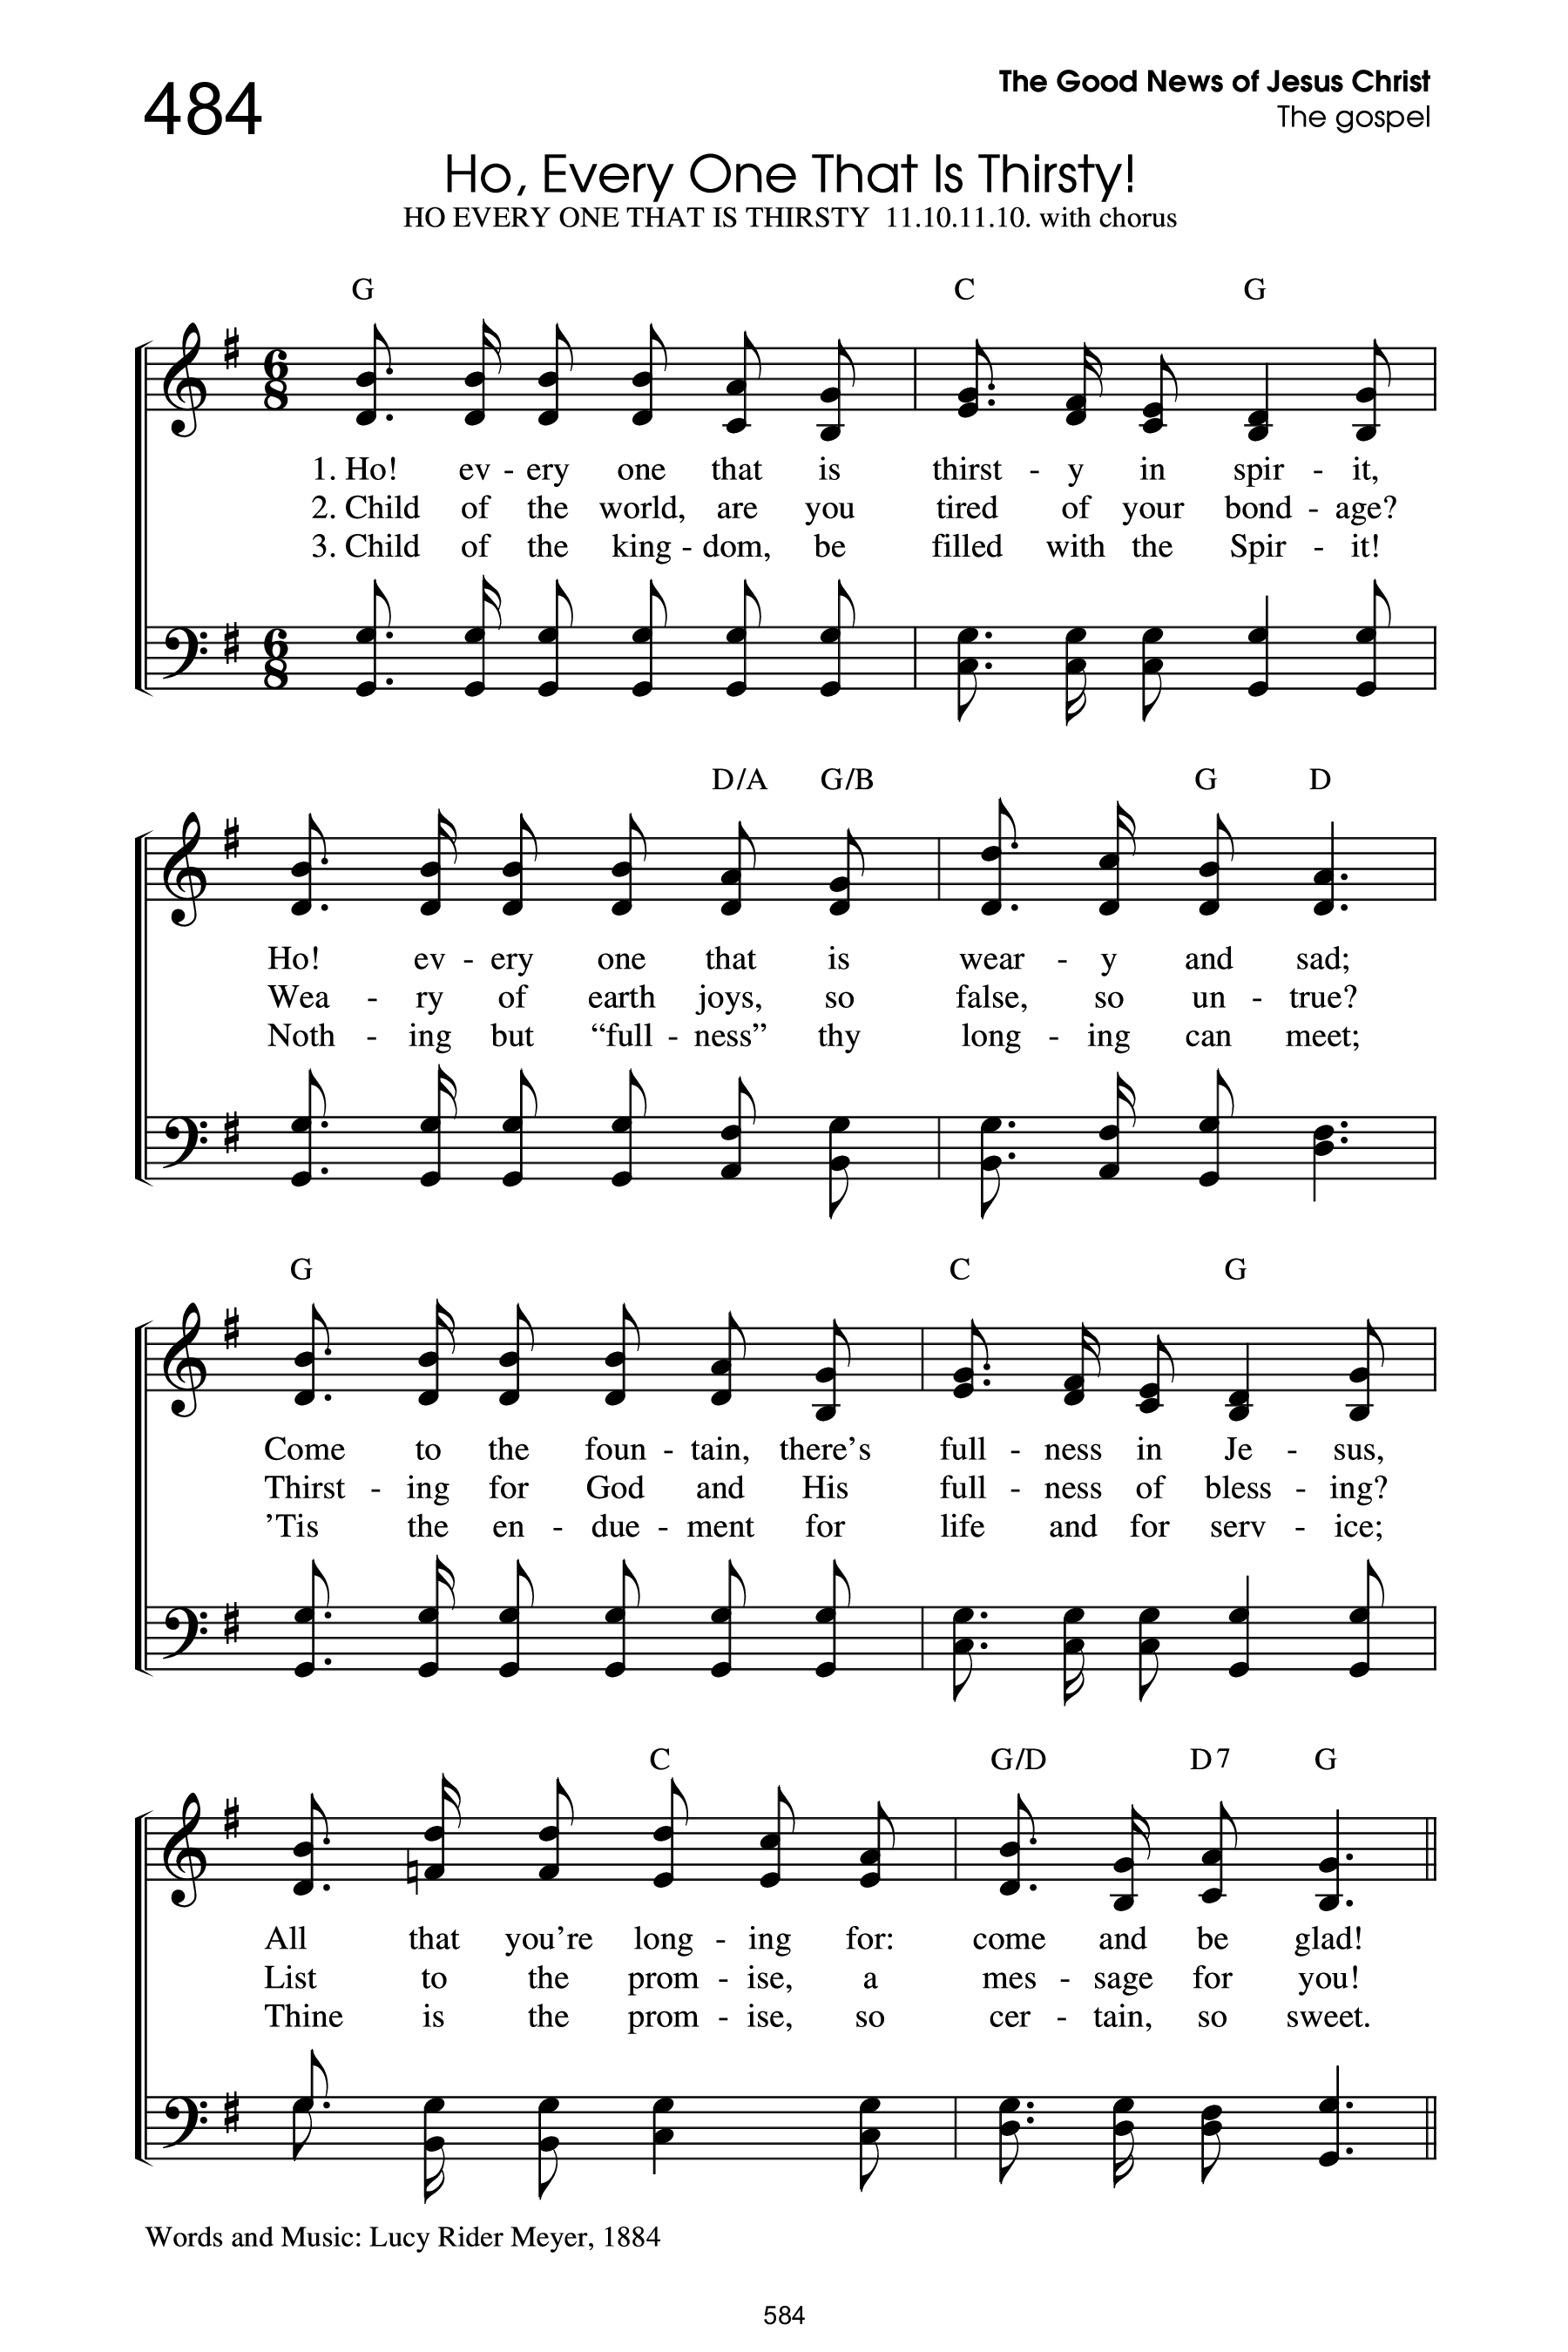 484
The Good News of Jesus Christ
The gospel
Ho, Every One That Is Thirsty!
HO EVERY ONE THAT IS THIRSTY 11.10.11.10. with chorus
G C G
6 8
1. Ho! ev - ery one that is thirst - y in spir - it,
2. Child of the world, are you tired of your bond - age?
3. Child of the king - dom, be filled with the Spir - it!
6 8
D/A G/B G D
Ho! ev - ery one that is wear - y and sad;
Wea - ry of earth joys, so false, so un - true?
Noth - ing but “full - ness” thy long - ing can meet;
G C G
Come to the foun - tain, there’s full - ness in Je - sus,
Thirst - ing for God and His full - ness of bless - ing?
’Tis the en - due - ment for life and for serv - ice;
C G/D D7 G
All that you’re long - ing for: come and be glad!
List to the prom - ise, a mes - sage for you!
Thine is the prom - ise, so cer - tain, so sweet.
Words and Music: Lucy Rider Meyer, 1884
584